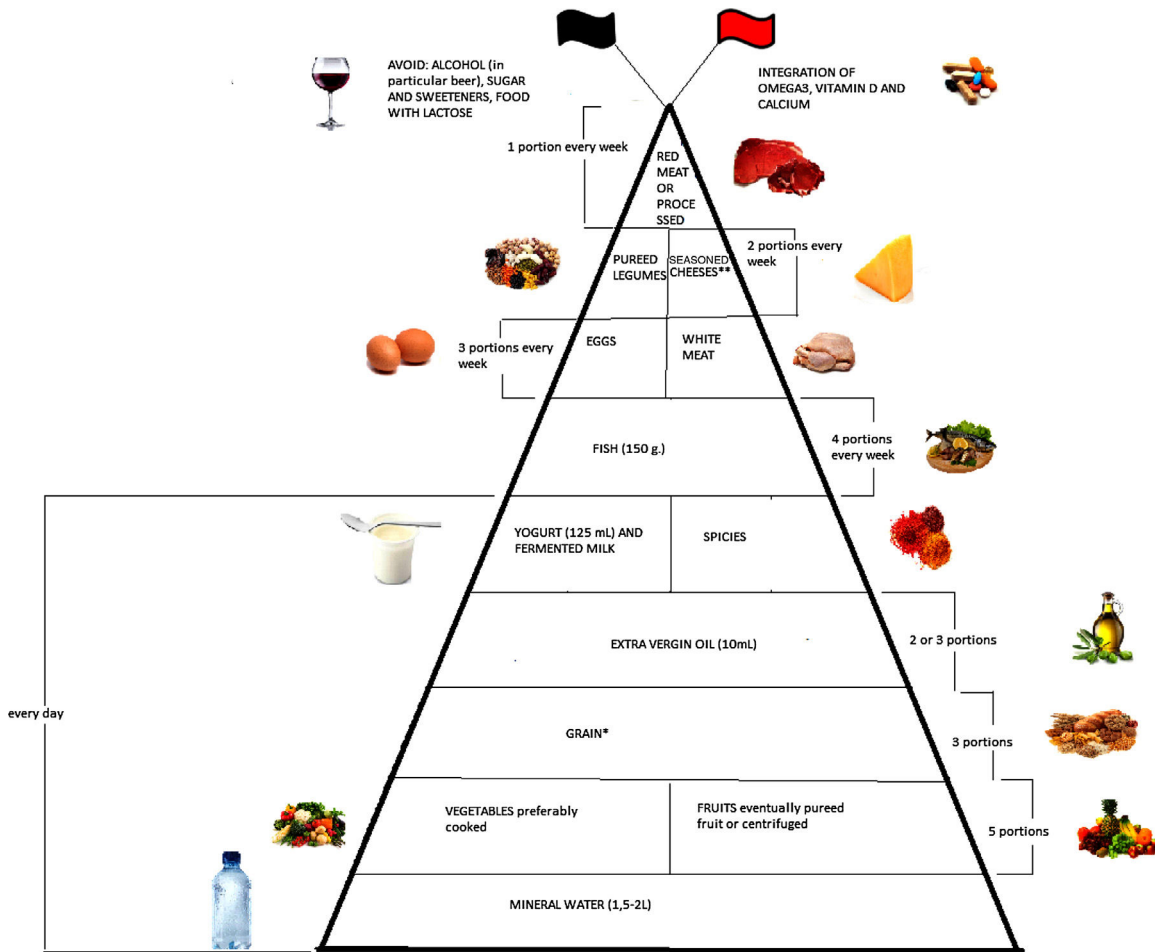 AVOID: ALCOHOL (in
particular beer), SUGAR
AND SWEETENERS, FOOD
WITH LACTOSE
INTEGRATION OF
OMEGA3, VITAMIN D AND
CALCIUM
1 portion every week
RED
MEAT
OR
PROCE
SSED
PUREED
LEGUMES
SEASONED
CHEESES**
2 portions every
week
3 portions every
week
EGGS
WHITE
MEAT
FISH (150 g.)
4 portions
every week
YOGURT (125 mL) AND
FERMENTED MILK
SPICIES
EXTRA VERGIN OIL (10mL)
2 or 3 portions
every day
GRAIN*
3 portions
VEGETABLES preferably
cooked
FRUITS eventually pureed
fruit or centrifuged
5 portions
MINERAL WATER (1,5-2L)